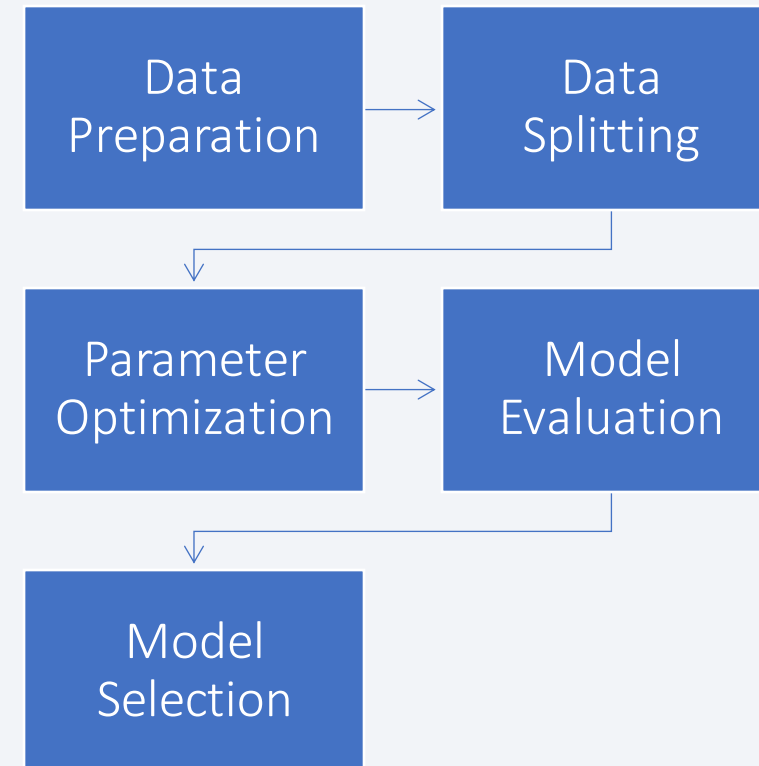 Data
Preparation
Data
Splitting
Parameter
Optimization
Model
Evaluation
Model
Selection